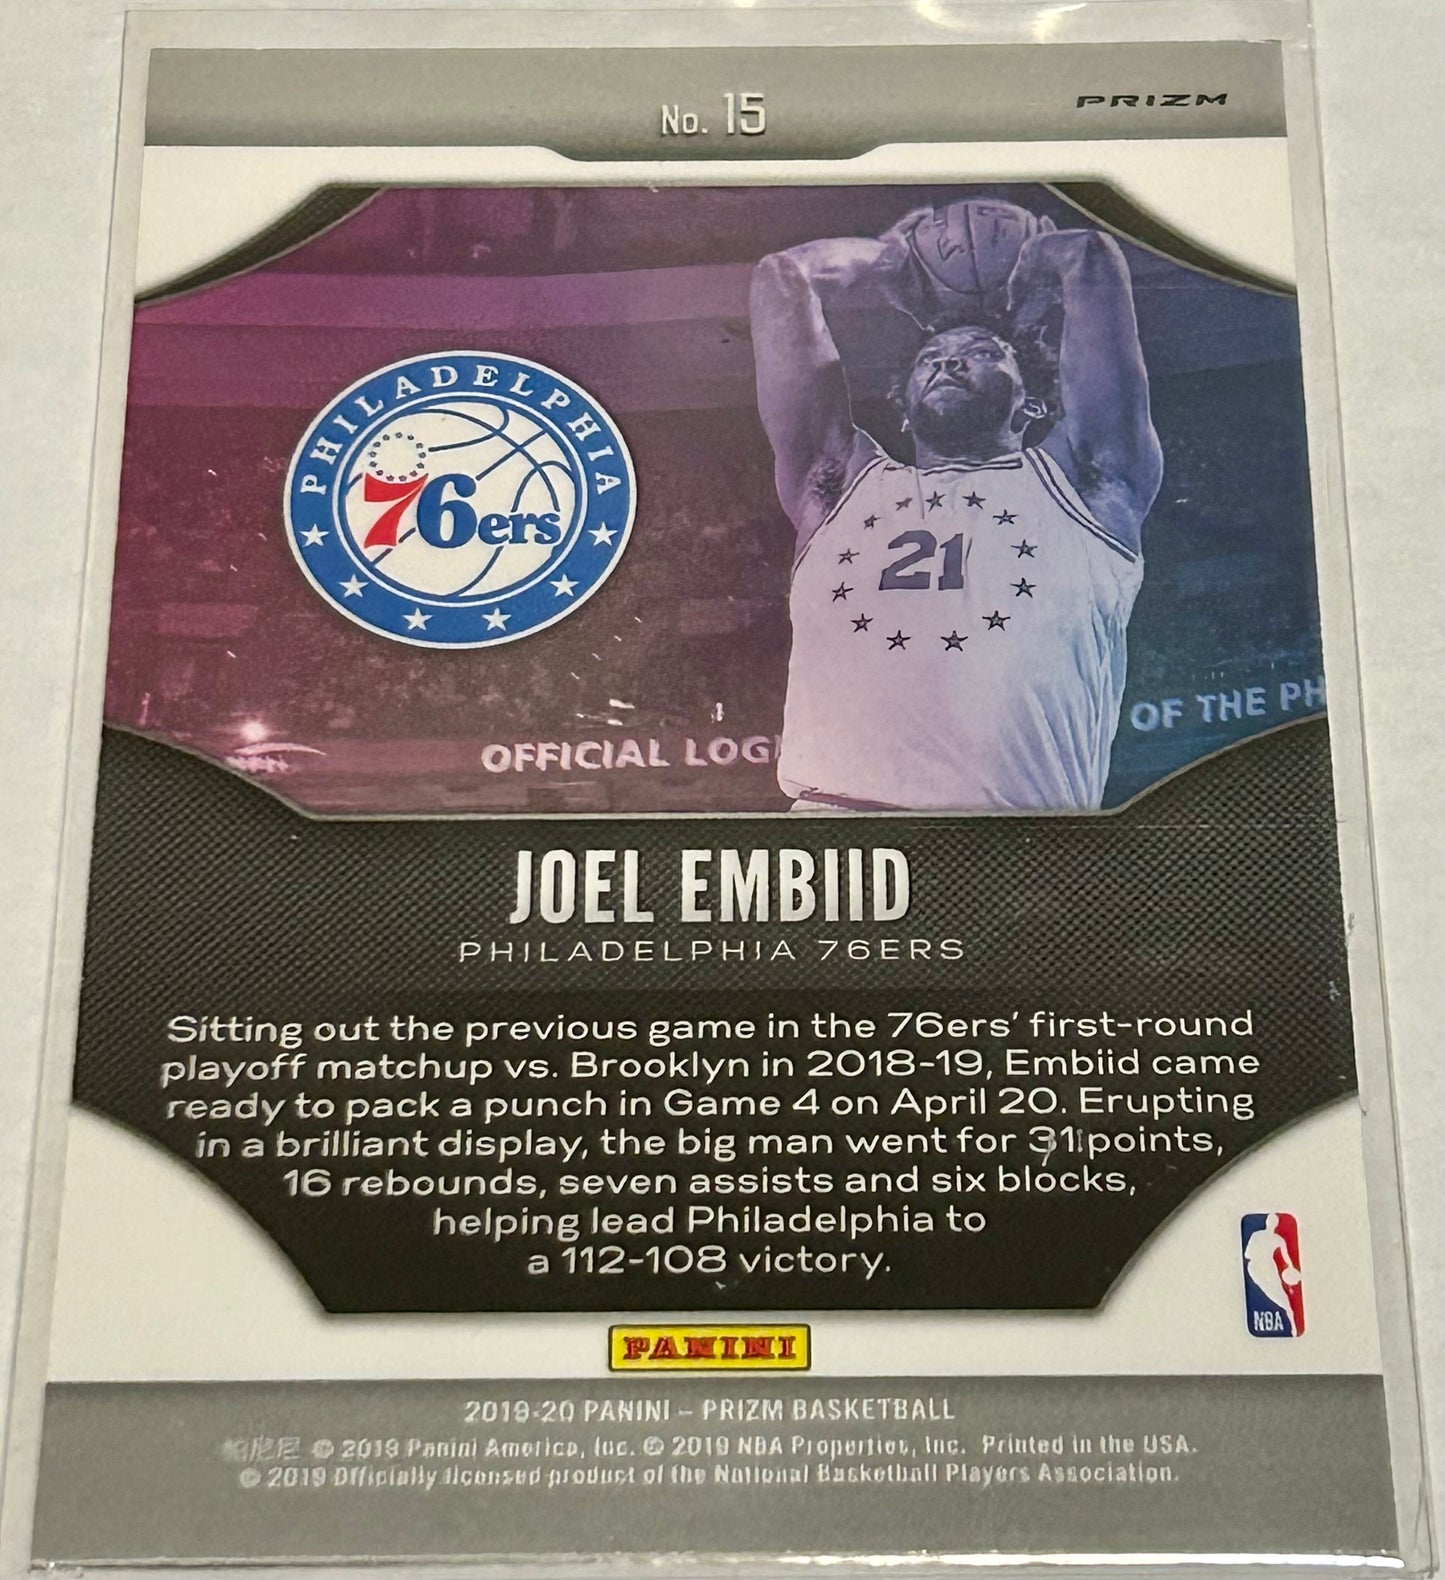 No. 15
PRIZM
PHILADELPHIA
76ers
21
OFFICIAL LOG
OF THE PH
JOEL EMBIID
PHILADELPHIA 76ERS
Sitting out the previous game in the 76ers' first-round
playoff matchup vs. Brooklyn in 2018-19, Embiid came
ready to pack a punch in Game 4 on April 20. Erupting
in a brilliant display, the big man went for 31 points,
16 rebounds, seven assists and six blocks,
helping lead Philadelphia to
a 112-108 victory.
NBA
PANINI
2019-20 PANINI – PRIZM BASKETBALL
© 2019 Panini America, Inc. © 2019 NBA Properties, Inc. Printed in the USA.
© 2019 Officially licensed product of the National Basketball Players Association.